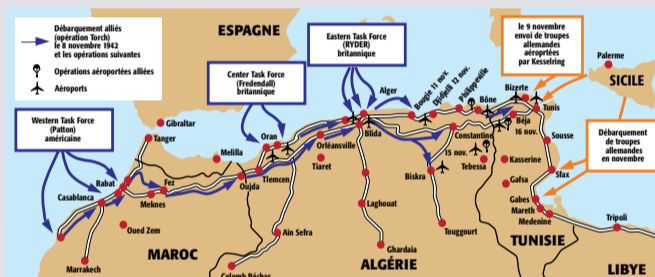 Débarquement alliés
(opération Torch)
le 8 novembre 1942
et les opérations suivantes
Opérations aéroportées alliées
Aéroports
ESPAGNE
Eastern Task Force
(RYDER)
britannique
Center Task Force
(Fredendall)
britannique
Western Task Force
(Patton)
américaine
le 9 novembre
envoi de troupes
allemandes
aéroportées
par Kesselring
Palerme
SICILE
Débarquement
de troupes
allemandes
en novembre
Gibraltar
Tanger
Melilla
Oran
Alger
Bougie 11 nov.
Djidjelli 12 nov.
Philippeville
Bône
Bizerte
Tunis
Béja
16 nov.
Blida
Orléansville
Constantine
15 nov.
Tebessa
Sousse
Kasserine
Sfax
Gafsa
Gabes
Mareth
Medenine
Tripoli
Rabat
Casablanca
Fez
Meknes
Oujda
Tlemcen
Tiaret
Biskra
Oued Zem
Marrakech
Laghouat
Touggourt
Ain Sefra
Ghardaia
Colomb Béchar
MAROC
ALGÉRIE
TUNISIE
LIBYE